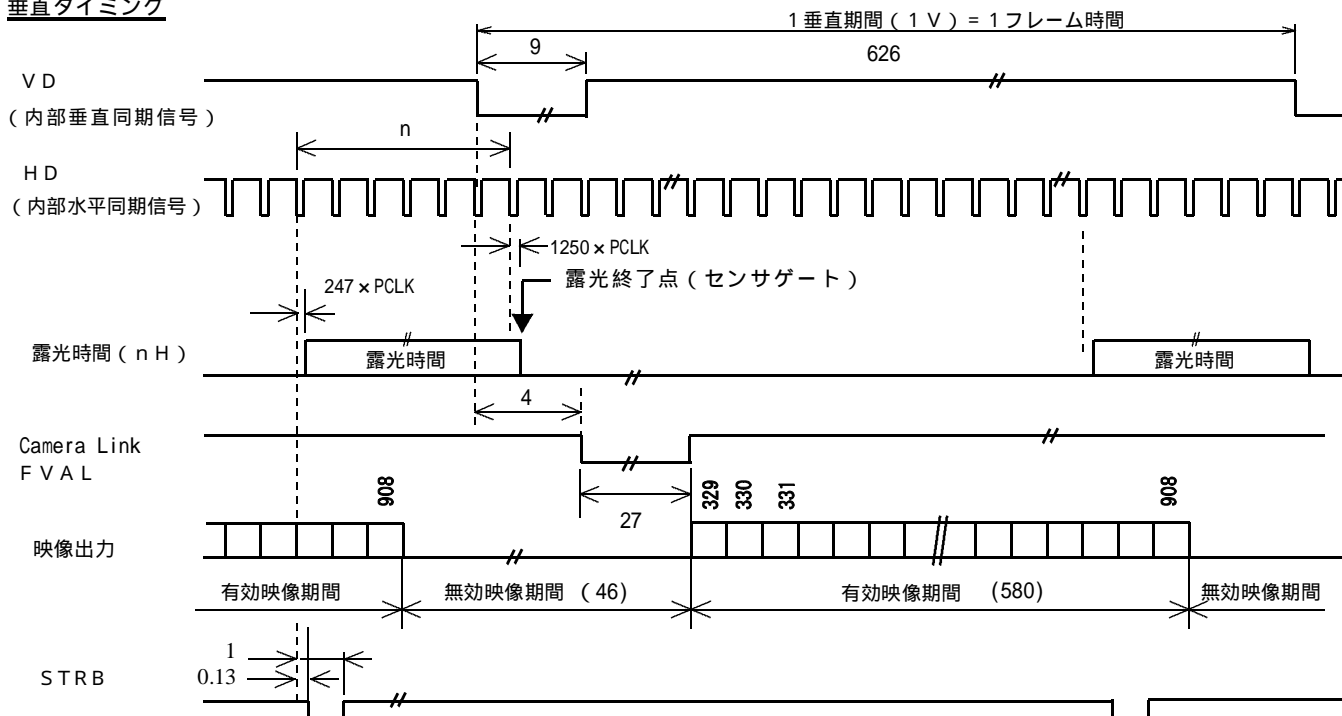 垂直タイミング
1垂直期間(1V)=1フレーム時間
9
626
VD
(内部垂直同期信号)
n
HD
(内部水平同期信号)
1250×PCLK
露光終了点(センサゲート)
247×PCLK
露光時間(nH)
露光時間
露光時間
4
Camera Link
FVAL
27
908
329
330
331
908
映像出力
有効映像期間
無効映像期間 (46)
有効映像期間 (580)
無効映像期間
1
0.13
STRB